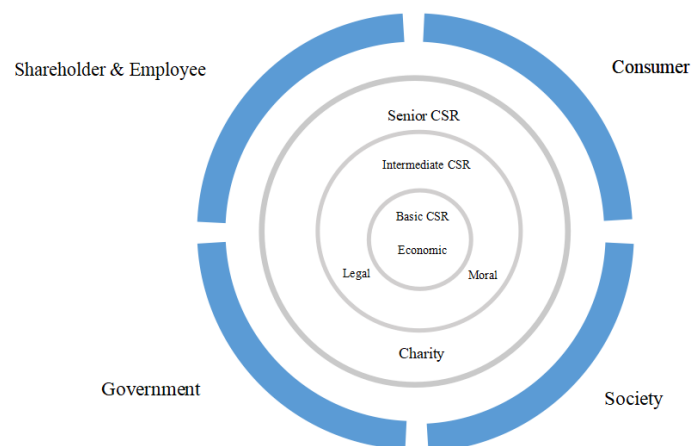 Shareholder & Employee
Consumer
Senior CSR
Intermediate CSR
Basic CSR
Economic
Legal
Moral
Charity
Government
Society